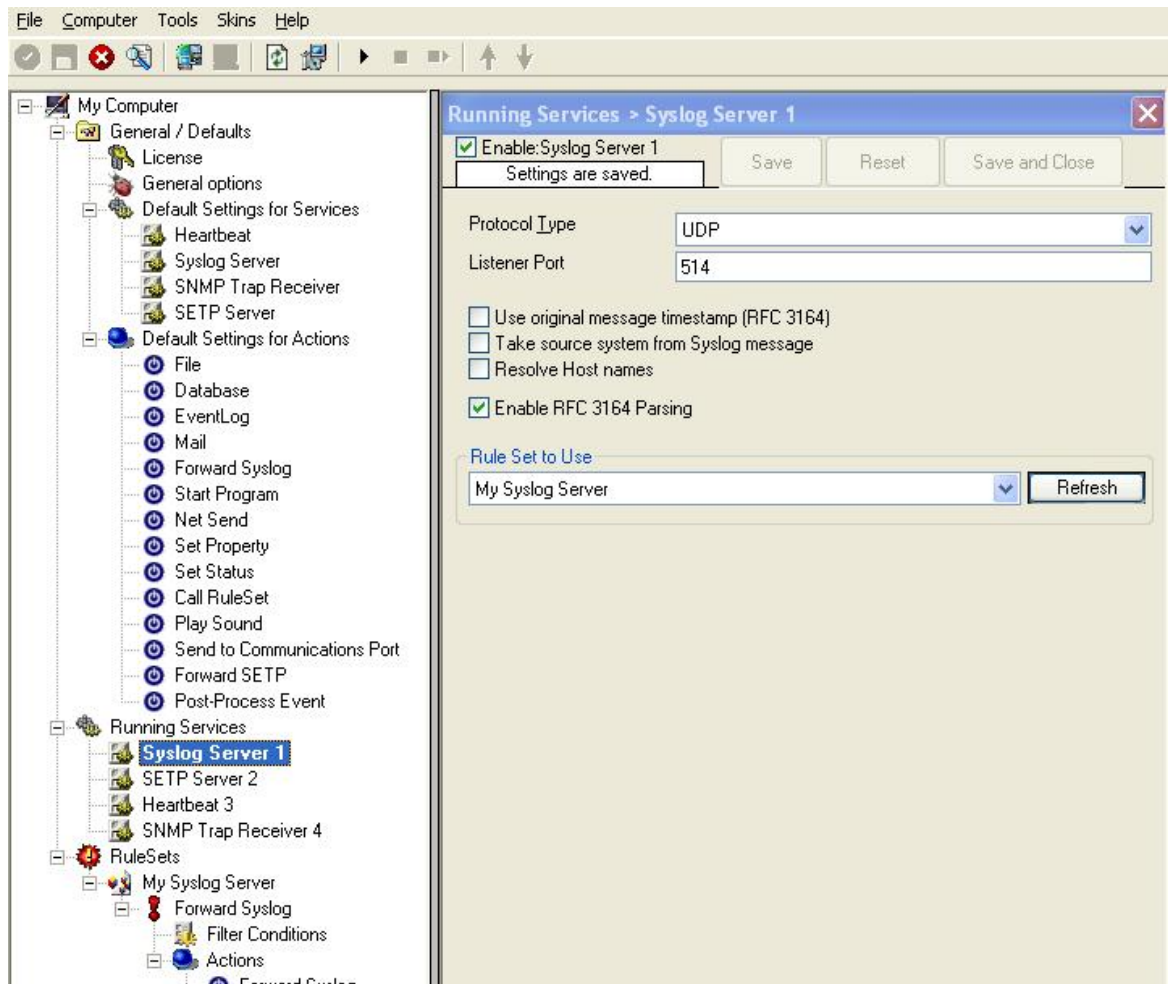 File Computer Tools Skins Help
My Computer
General / Defaults
License
General options
Default Settings for Services
Heartbeat
Syslog Server
SNMP Trap Receiver
SETP Server
Default Settings for Actions
File
Database
EventLog
Mail
Forward Syslog
Start Program
Net Send
Set Property
Set Status
Call RuleSet
Play Sound
Send to Communications Port
Forward SETP
Post-Process Event
Running Services
Syslog Server 1
SETP Server 2
Heartbeat 3
SNMP Trap Receiver 4
RuleSets
My Syslog Server
Forward Syslog
Filter Conditions
Actions
Forward Syslog
Running Services > Syslog Server 1
Enable:Syslog Server 1
Settings are saved.
Save Reset Save and Close
Protocol Type UDP
Listener Port 514
Use original message timestamp (RFC 3164)
Take source system from Syslog message
Resolve Host names
Enable RFC 3164 Parsing
Rule Set to Use
My Syslog Server Refresh